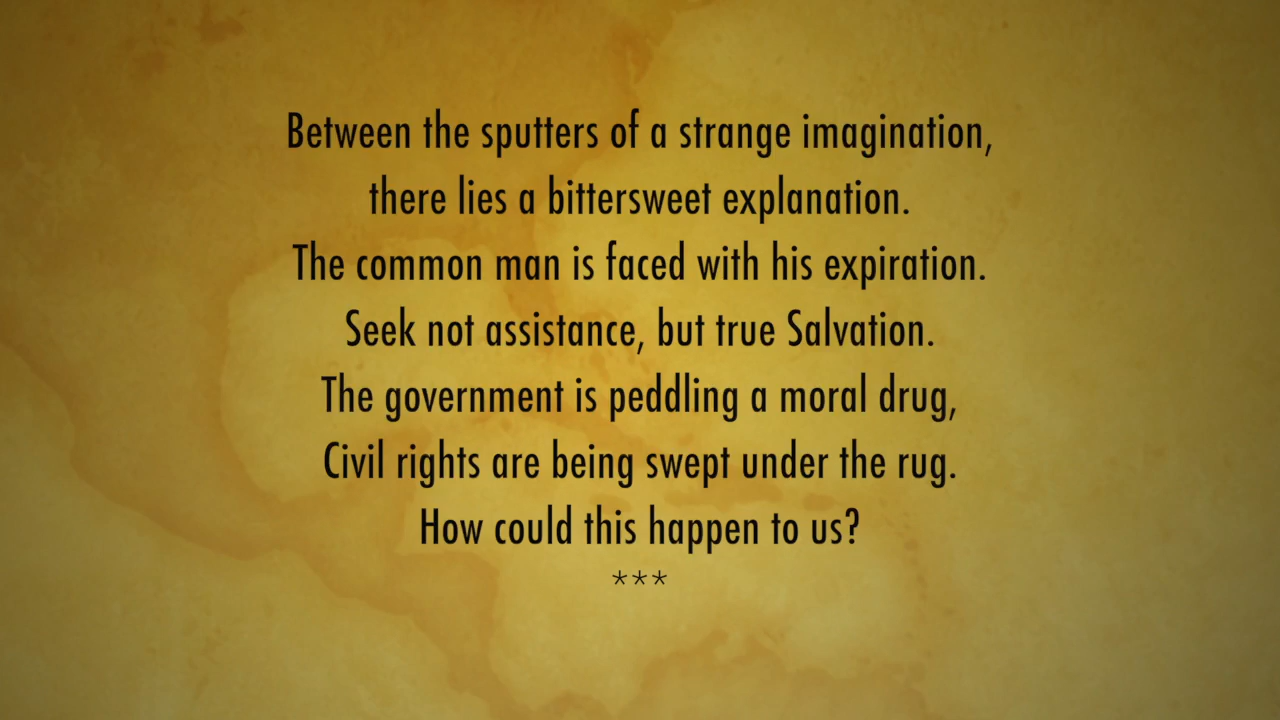 Between the sputters of a strange imagination,
there lies a bittersweet explanation.
The common man is faced with his expiration.
Seek not assistance, but true Salvation.
The government is peddling a moral drug,
Civil rights are being swept under the rug.
How could this happen to us?
***